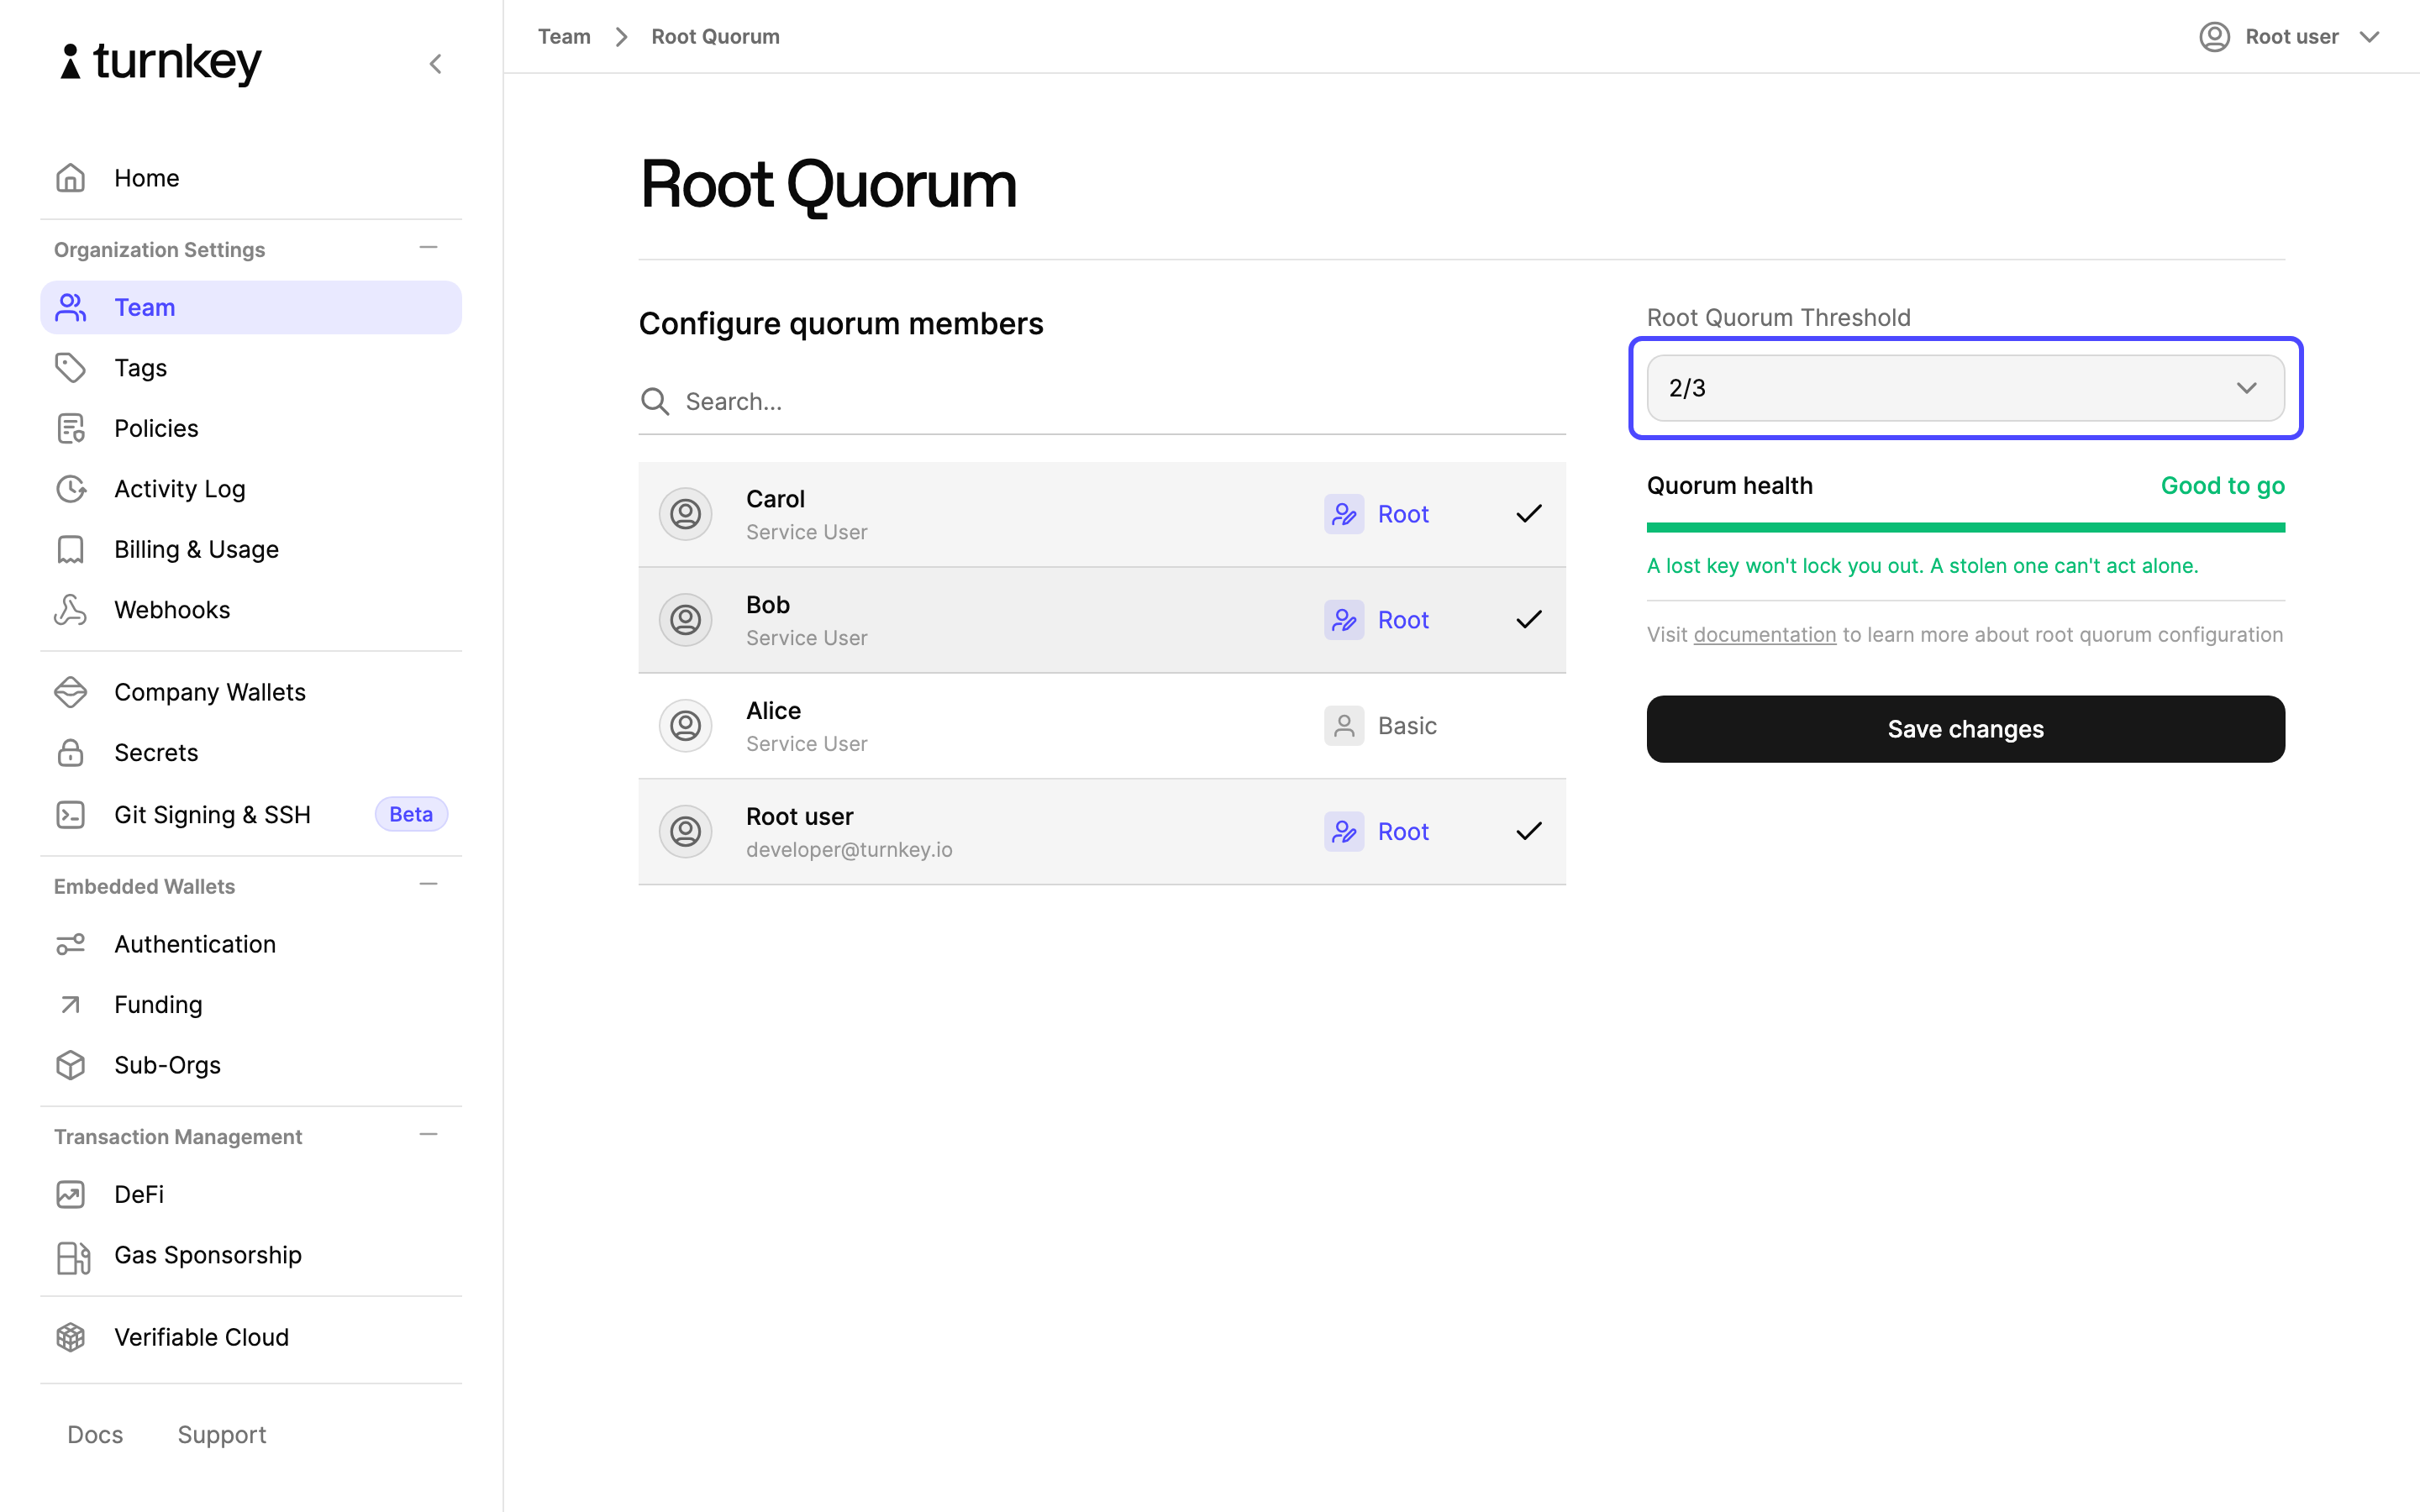 turnkey
Home
Organization Settings
Team
Tags
Policies
Activity Log
Billing & Usage
Webhooks
Company Wallets
Secrets
Git Signing & SSH Beta
Embedded Wallets
Authentication
Funding
Sub-Orgs
Transaction Management
DeFi
Gas Sponsorship
Verifiable Cloud
Docs Support
Team Root Quorum
Root user
Root Quorum
Configure quorum members
Search...
Carol
Service User
Root
Bob
Service User
Root
Alice
Service User
Basic
Root user
developer@turnkey.io
Root
Root Quorum Threshold
2/3
Quorum health Good to go
A lost key won't lock you out. A stolen one can't act alone.
Visit documentation to learn more about root quorum configuration
Save changes